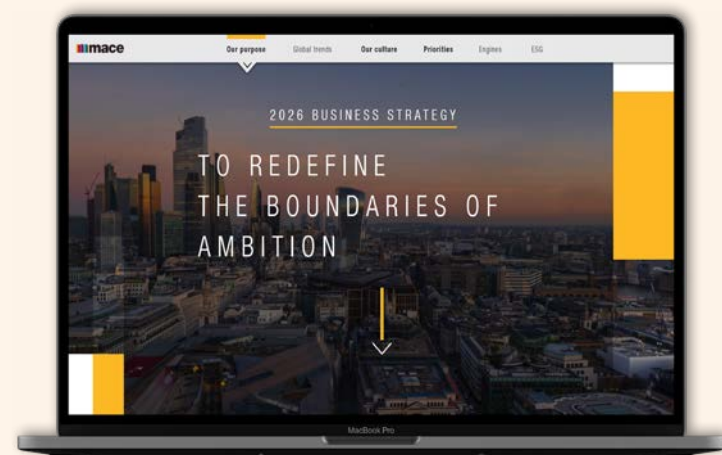 mace
Our purpose Global trends Our culture Priorities Engines ESG
2026 BUSINESS STRATEGY
TO REDEFINE
THE BOUNDARIES OF
AMBITION
MacBook Pro